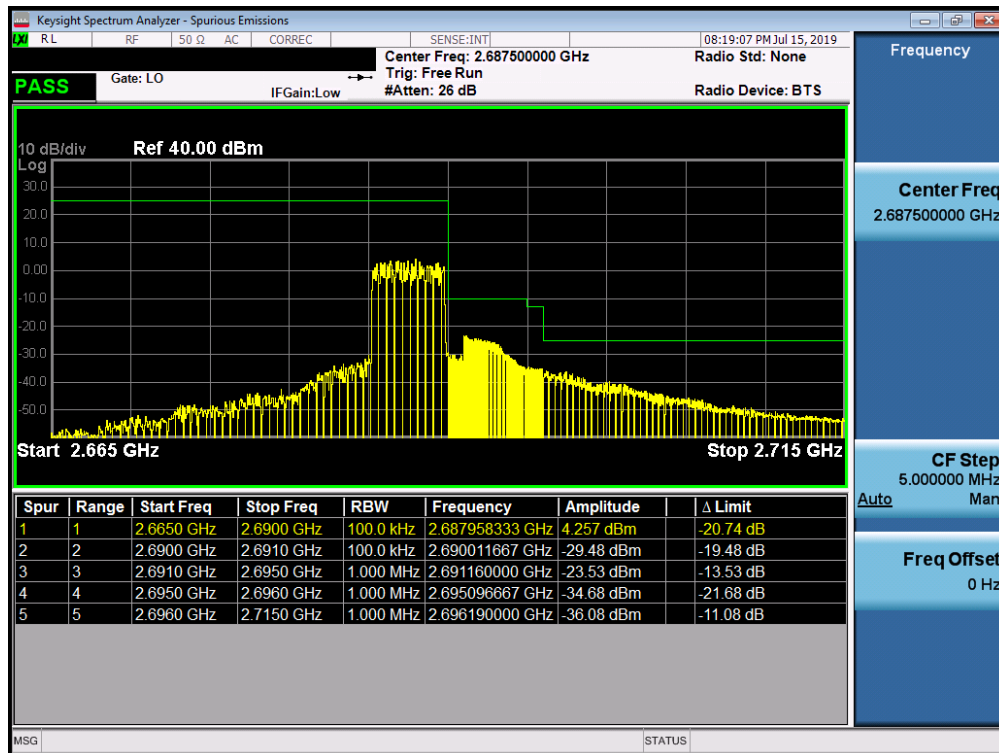 Keysight Spectrum Analyzer - Spurious Emissions
LXI RL RF 50 Ω AC CORREC SENSE:INT 08:19:07 PM Jul 15, 2019
Frequency
Center Freq: 2.687500000 GHz Radio Std: None
Gate: LO Trig: Free Run
PASS IFGain:Low #Atten: 26 dB Radio Device: BTS
10 dB/div Ref 40.00 dBm
Log
30.0
20.0
10.0
0.00
-10.0
-20.0
-30.0
-40.0
-50.0
Start 2.665 GHz Stop 2.715 GHz
Spur Range Start Freq Stop Freq RBW Frequency Amplitude Δ Limit
1 1 2.6650 GHz 2.6900 GHz 100.0 kHz 2.687958333 GHz 4.257 dBm -20.74 dB
2 2 2.6900 GHz 2.6910 GHz 100.0 kHz 2.690011667 GHz -29.48 dBm -19.48 dB
3 3 2.6910 GHz 2.6950 GHz 1.000 MHz 2.691160000 GHz -23.53 dBm -13.53 dB
4 4 2.6950 GHz 2.6960 GHz 1.000 MHz 2.695096667 GHz -34.68 dBm -21.68 dB
5 5 2.6960 GHz 2.7150 GHz 1.000 MHz 2.696190000 GHz -36.08 dBm -11.08 dB
Center Freq
2.687500000 GHz
CF Step
5.000000 MHz
Auto Man
Freq Offset
0 Hz
MSG STATUS